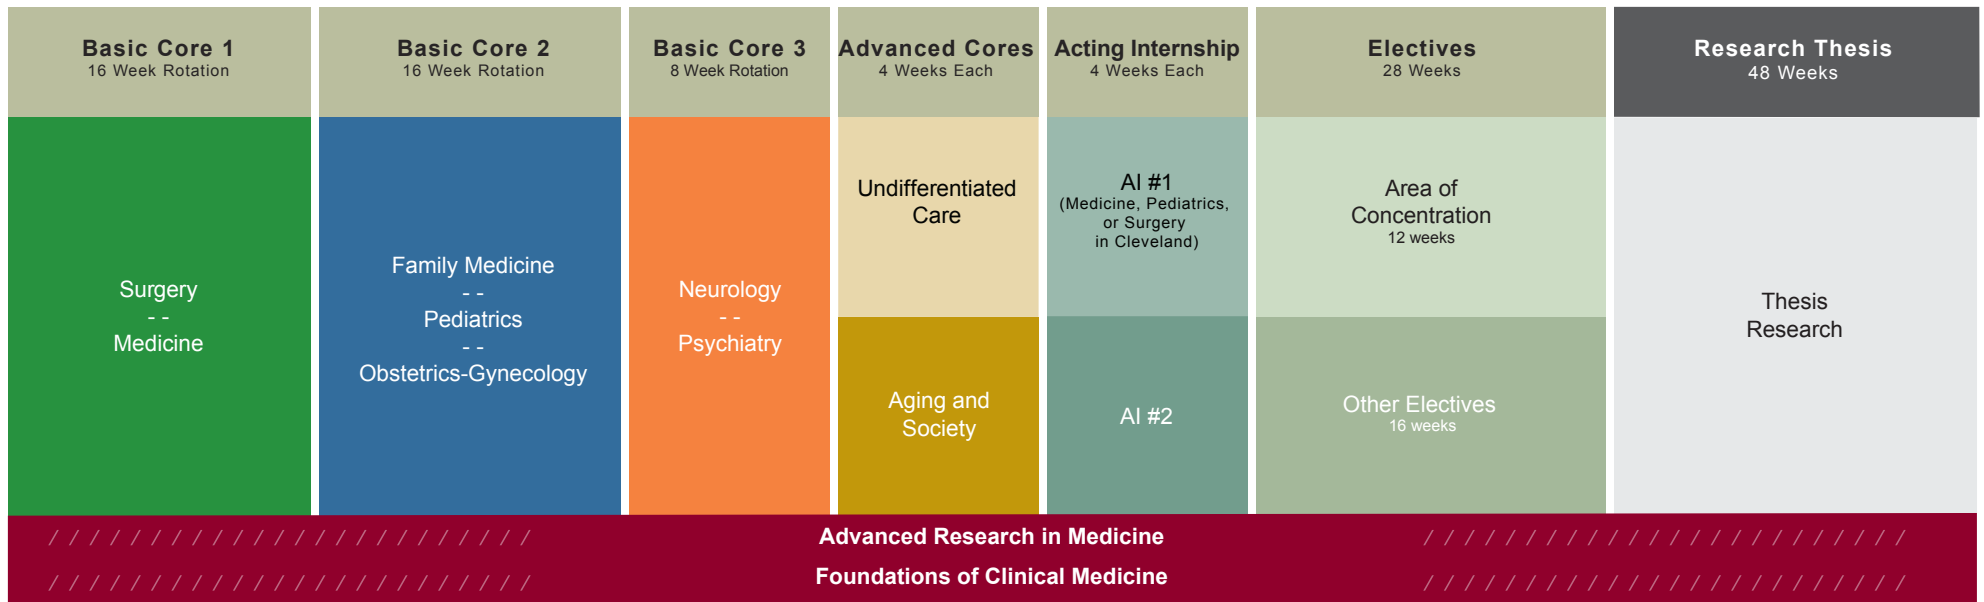 Basic Core 1
16 Week Rotation
Surgery
- -
Medicine
Basic Core 2
16 Week Rotation
Family Medicine
- -
Pediatrics
- -
Obstetrics-Gynecology
Basic Core 3
8 Week Rotation
Neurology
- -
Psychiatry
Advanced Cores
4 Weeks Each
Undifferentiated
Care
Aging and
Society
Acting Internship
4 Weeks Each
AI #1
(Medicine, Pediatrics,
or Surgery
in Cleveland)
AI #2
Electives
28 Weeks
Area of
Concentration
12 weeks
Other Electives
16 weeks
Research Thesis
48 Weeks
Thesis
Research
Advanced Research in Medicine
Foundations of Clinical Medicine